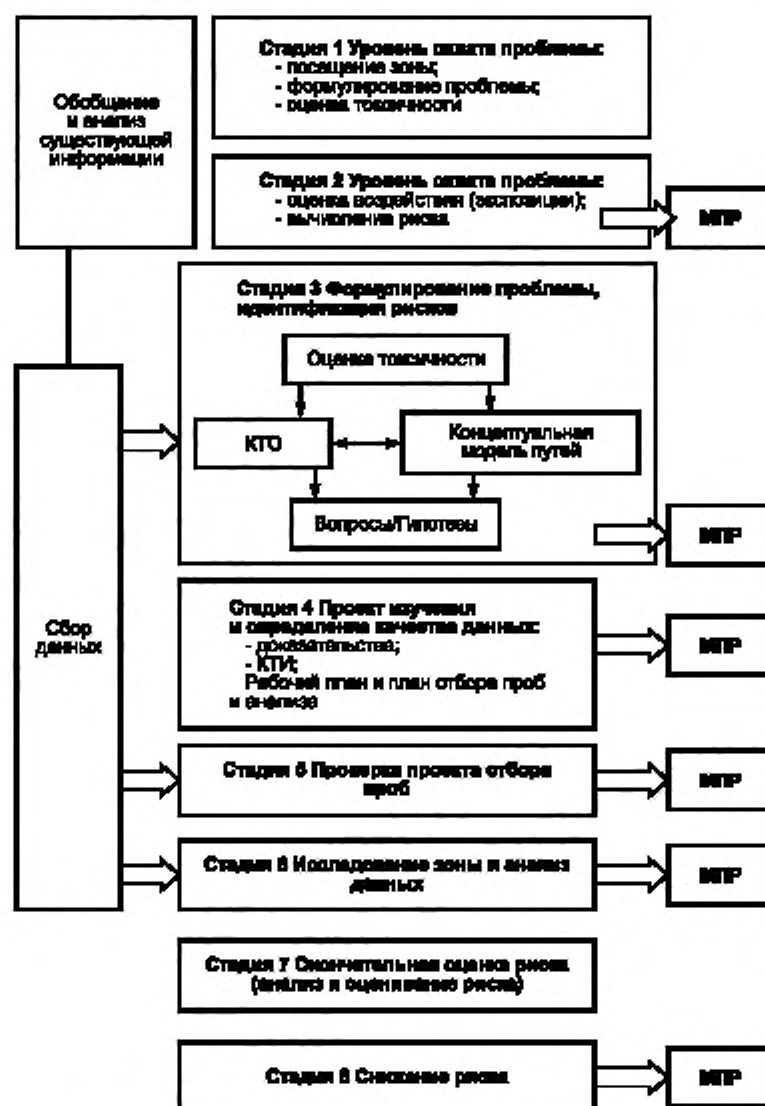 Обобщение
и анализ
существующей
информации
Стадия 1 Уровень охвата проблемы:
- посещение зоны;
- формулирование проблемы;
- оценка токсичности
Стадия 2 Уровень охвата проблемы:
- оценка воздействия (экспозиции);
- вычисление риска
МПР
Стадия 3 Формулирование проблемы,
идентификация рисков
Оценка токсичности
КТО
Концептуальная
модель путей
Вопросы/Гипотезы
МПР
Сбор
данных
Стадия 4 Проект изучения
и определение качества данных:
- доказательства;
- КТИ;
Рабочий план и план отбора проб
и анализа
МПР
Стадия 5 Проверка проекта отбора
проб
МПР
Стадия 6 Исследование зоны и анализ
данных
МПР
Стадия 7 Окончательная оценка риска
(анализ и оценивание риска)
Стадия 8 Снижение риска
МПР